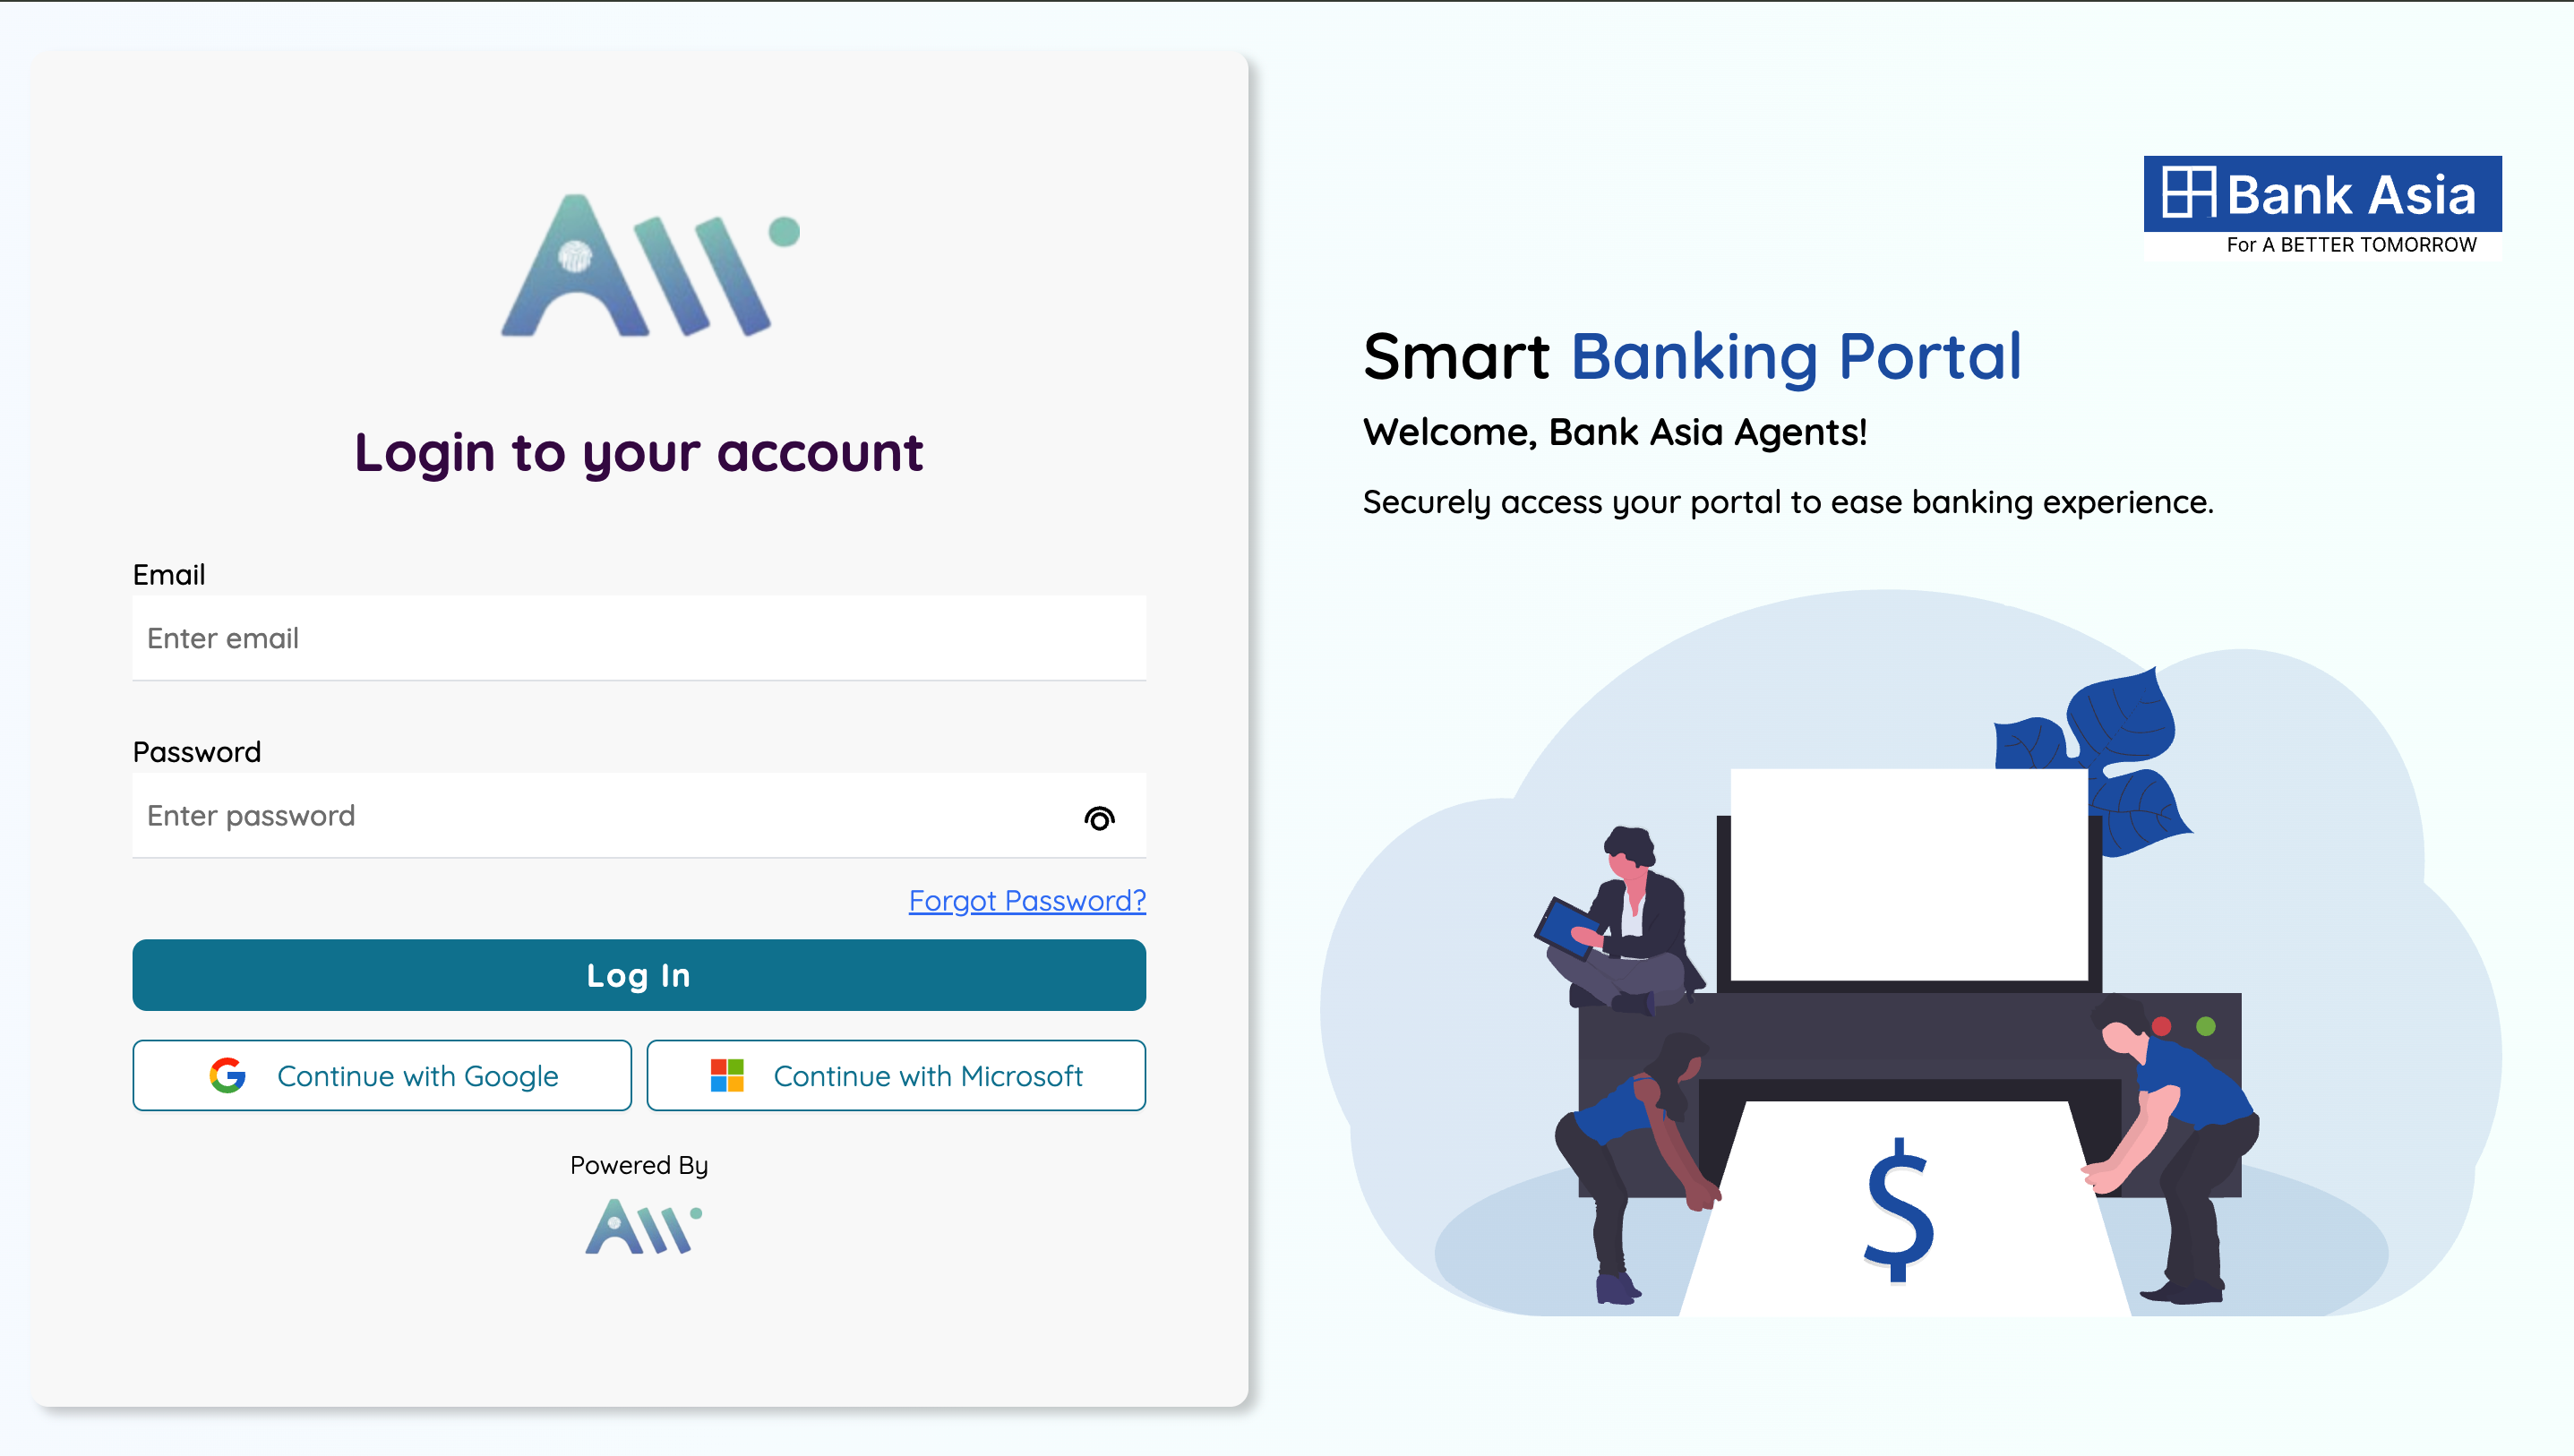 Login to your account
Email
Enter email
Password
Enter password
Forgot Password?
Log In
Continue with Google
Continue with Microsoft
Powered By
Bank Asia
For A BETTER TOMORROW
Smart Banking Portal
Welcome, Bank Asia Agents!
Securely access your portal to ease banking experience.
$